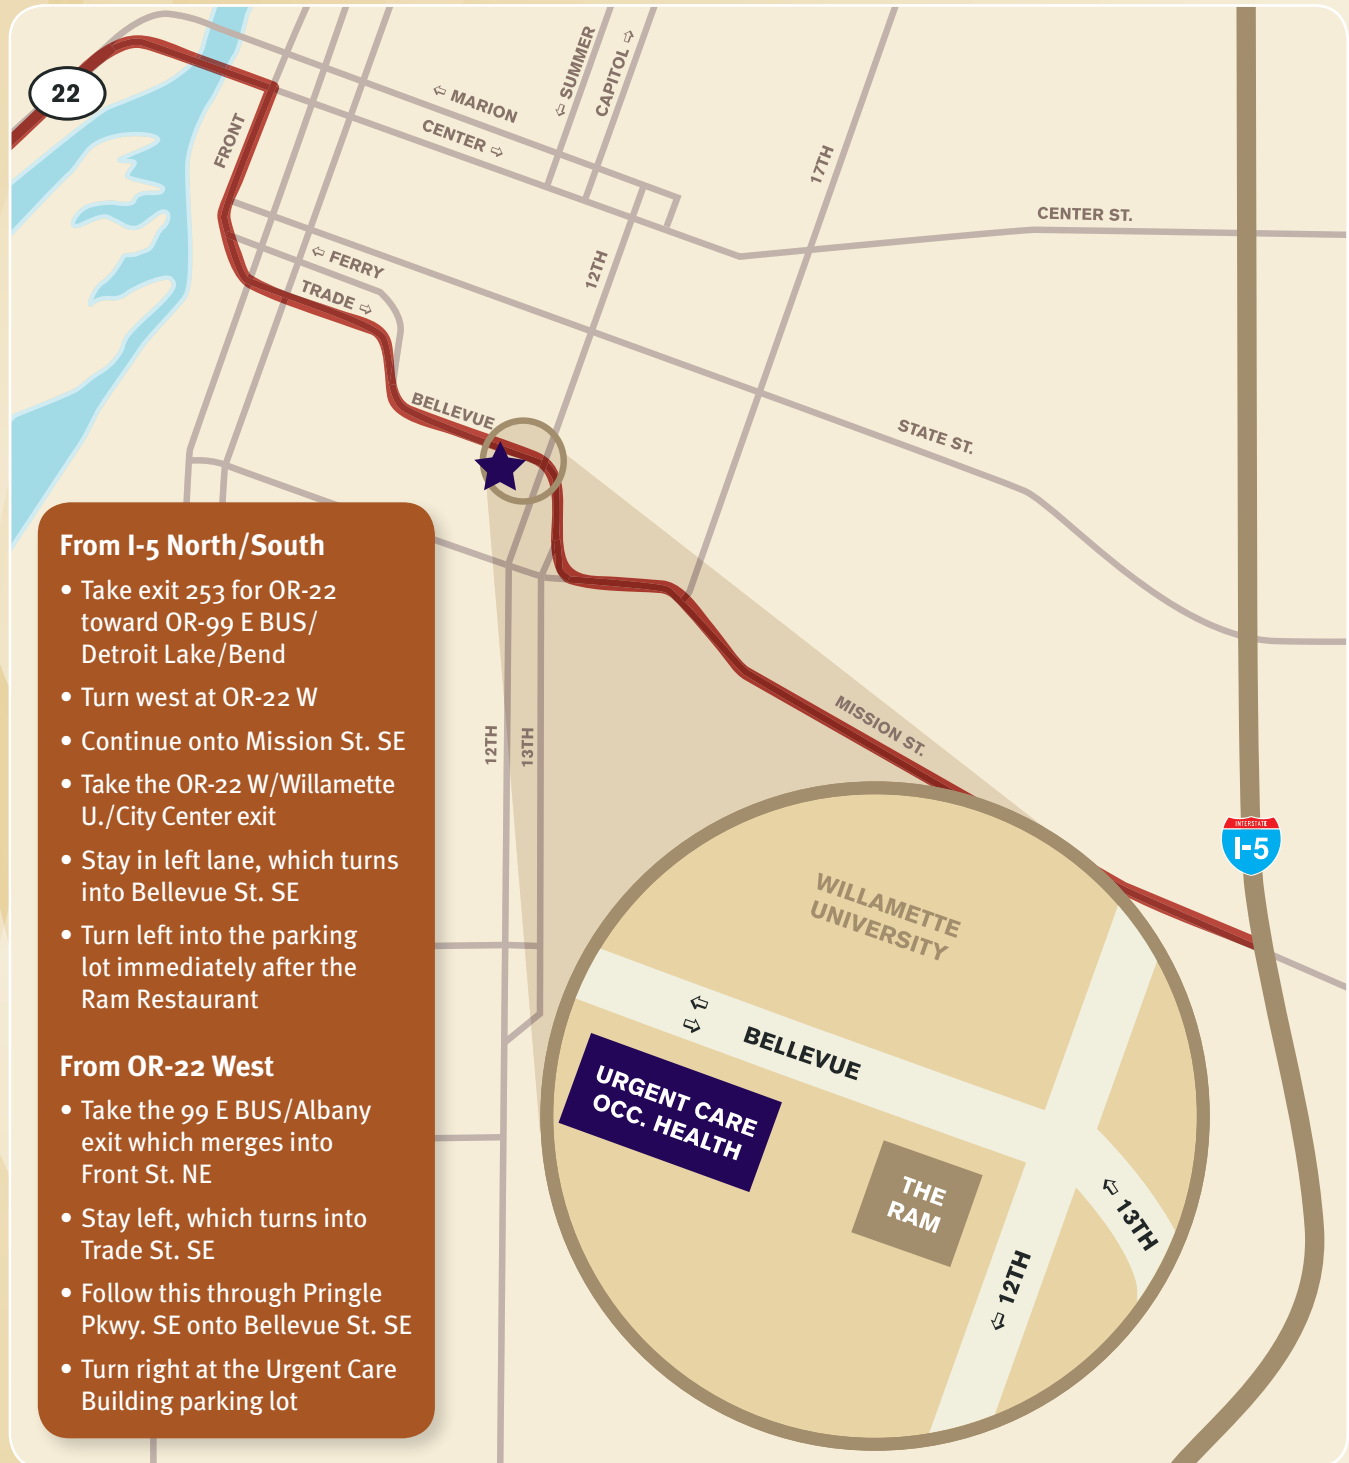 22
FRONT
⇦ MARION
CENTER ⇨
⇦ SUMMER
CAPITOL ⇨
17TH
CENTER ST.
12TH
⇦ FERRY
TRADE ⇨
BELLEVUE
STATE ST.
MISSION ST.
12TH
13TH
INTERSTATE
I-5
From I-5 North/South
• Take exit 253 for OR-22
toward OR-99 E BUS/
Detroit Lake/Bend
• Turn west at OR-22 W
• Continue onto Mission St. SE
• Take the OR-22 W/Willamette
U./City Center exit
• Stay in left lane, which turns
into Bellevue St. SE
• Turn left into the parking
lot immediately after the
Ram Restaurant
From OR-22 West
• Take the 99 E BUS/Albany
exit which merges into
Front St. NE
• Stay left, which turns into
Trade St. SE
• Follow this through Pringle
Pkwy. SE onto Bellevue St. SE
• Turn right at the Urgent Care
Building parking lot
WILLAMETTE
UNIVERSITY
⇦
⇨
BELLEVUE
URGENT CARE
OCC. HEALTH
THE
RAM
⇦ 13TH
⇦ 12TH